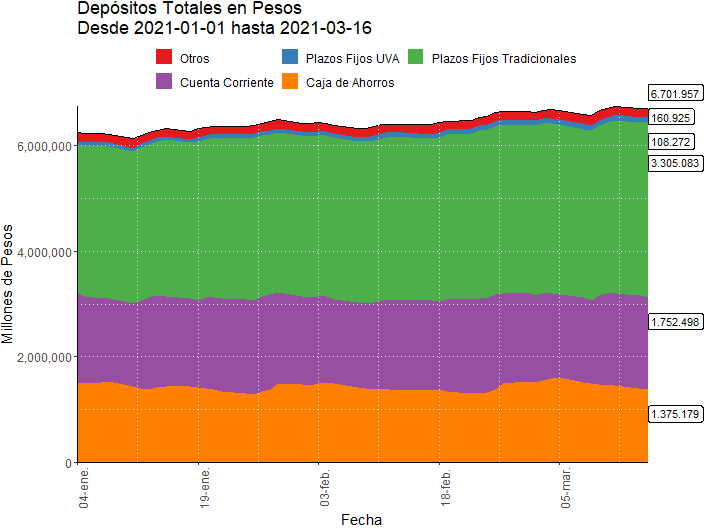 Depósitos Totales en Pesos
Desde 2021-01-01 hasta 2021-03-16
Otros
Plazos Fijos UVA
Plazos Fijos Tradicionales
Cuenta Corriente
Caja de Ahorros
6.701.957
160.925
108.272
3.305.083
1.752.498
1.375.179
6,000,000
4,000,000
2,000,000
0
Millones de Pesos
04-ene.
19-ene.
03-feb.
18-feb.
05-mar.
Fecha